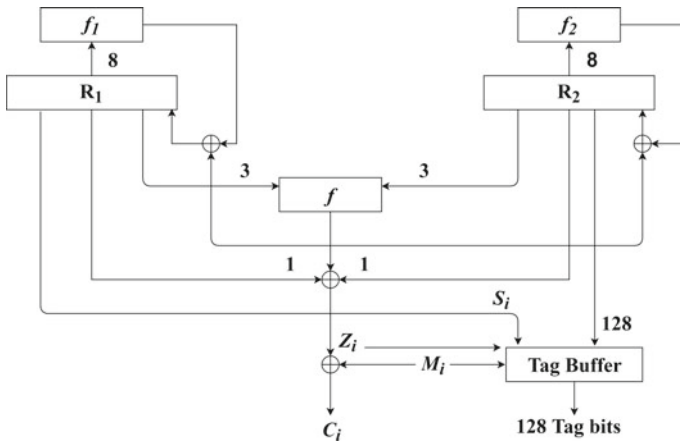 f₁ f₂
8 8
R₁ R₂
3 3
f
1 1
Sᵢ
128
Zᵢ
Mᵢ Tag Buffer
Cᵢ 128 Tag bits